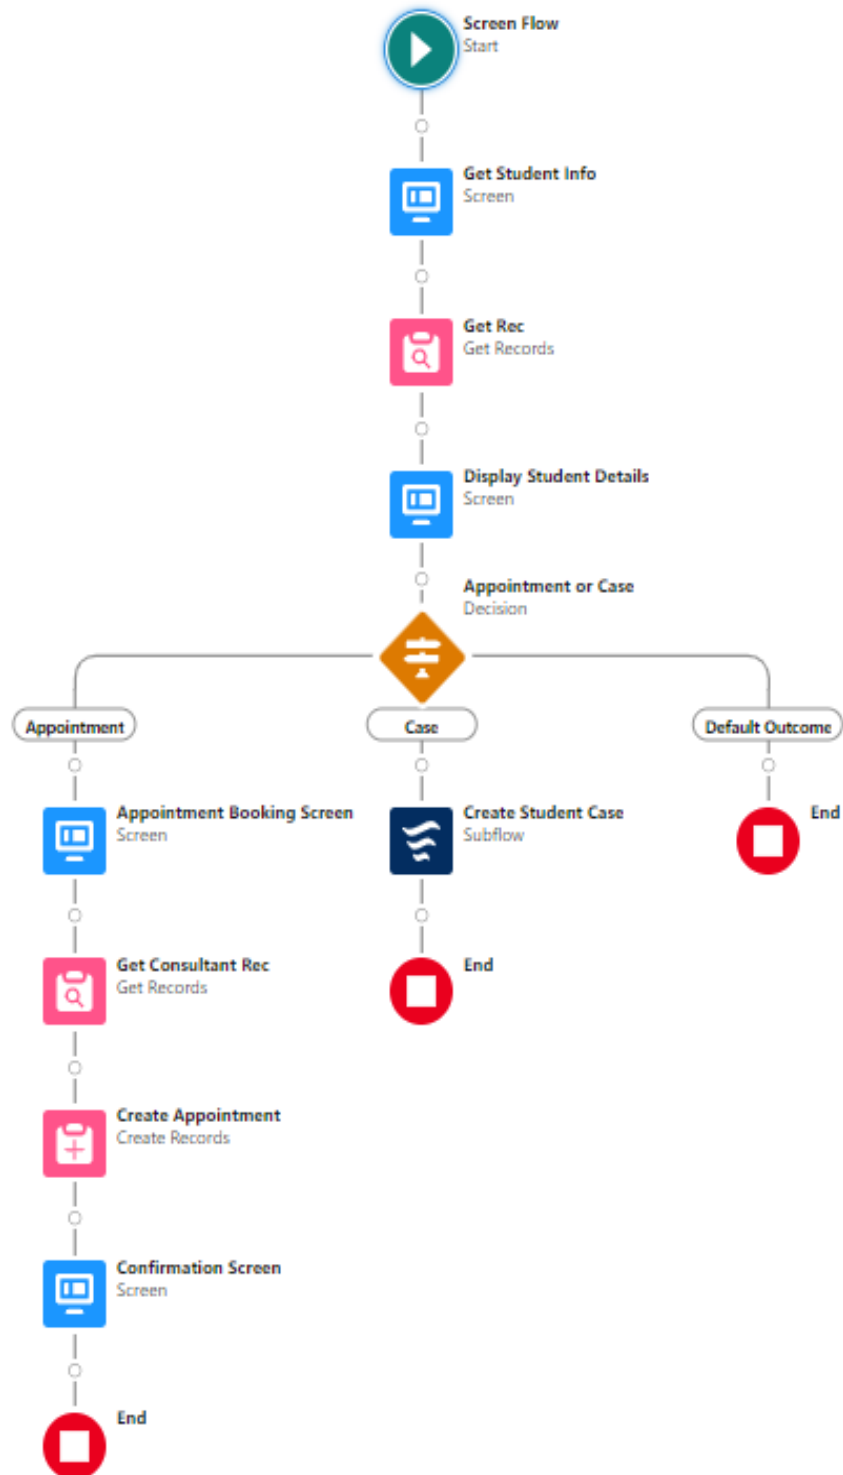 Screen Flow
Start
Get Student Info
Screen
Get Rec
Get Records
Display Student Details
Screen
Appointment or Case
Decision
Appointment
Case
Default Outcome
Appointment Booking Screen
Screen
Create Student Case
Subflow
End
Get Consultant Rec
Get Records
End
Create Appointment
Create Records
Confirmation Screen
Screen
End